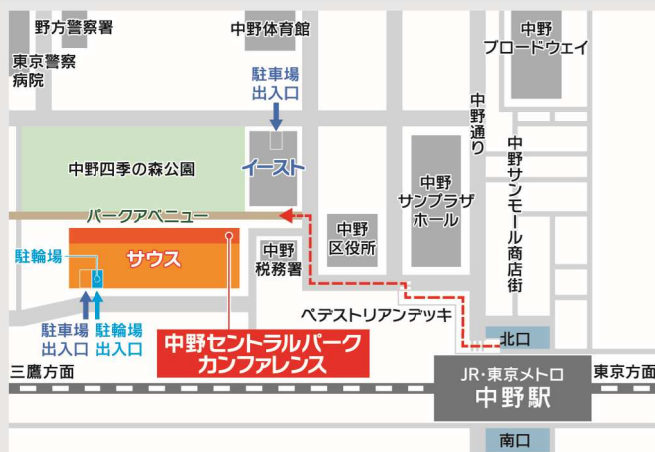 野方警察署
中野体育館
中野
ブロードウェイ
東京警察
病院
駐車場
出入口
中野通り
中野サンモール商店街
中野四季の森公園
イースト
中野
サンプラザ
ホール
パークアベニュー
中野
区役所
駐輪場
サウス
中野
税務署
ペデストリアンデッキ
駐車場
出入口
駐輪場
出入口
中野セントラルパーク
カンファレンス
北口
三鷹方面
JR・東京メトロ
中野駅
東京方面
南口